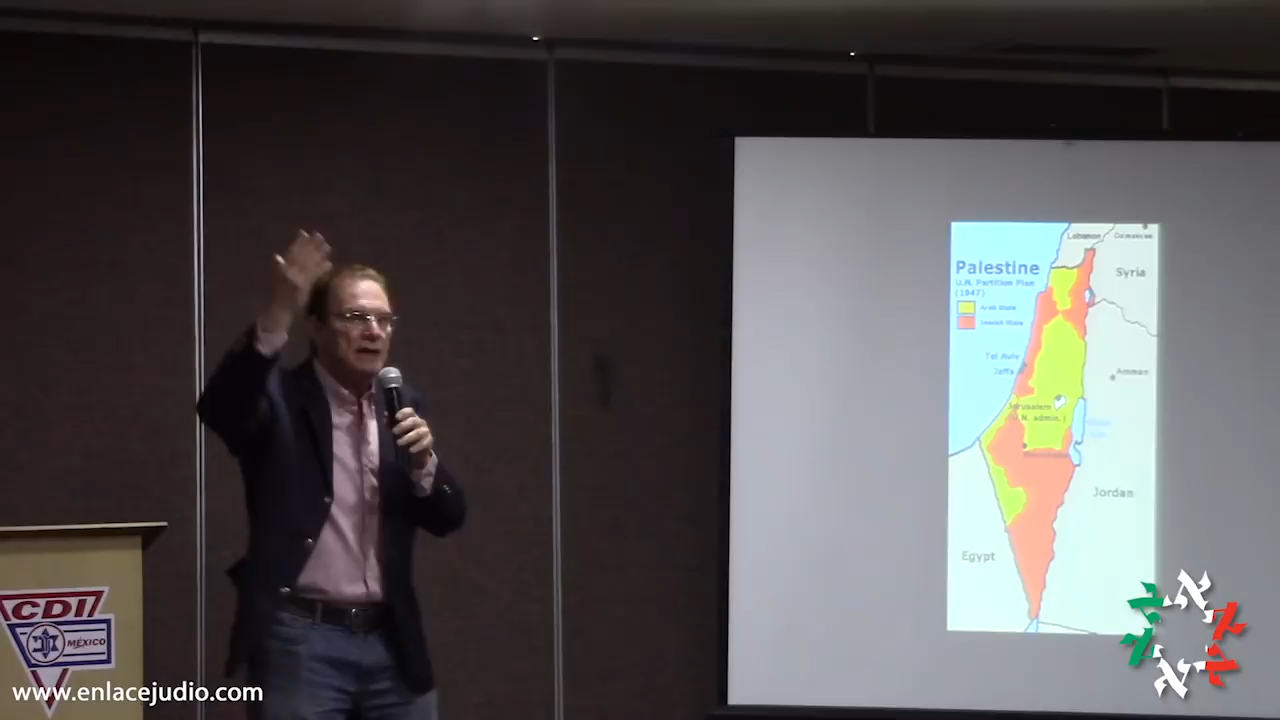 Lebanon
Damascus
Palestine
Syria
U.N. Partition Plan
(1947)
Arab State
Jewish State
Tel Aviv
Jaffa
Amman
Jerusalem
(U.N. admin.)
Jordan
Egypt
CDI
MÉXICO
www.enlacejudio.com